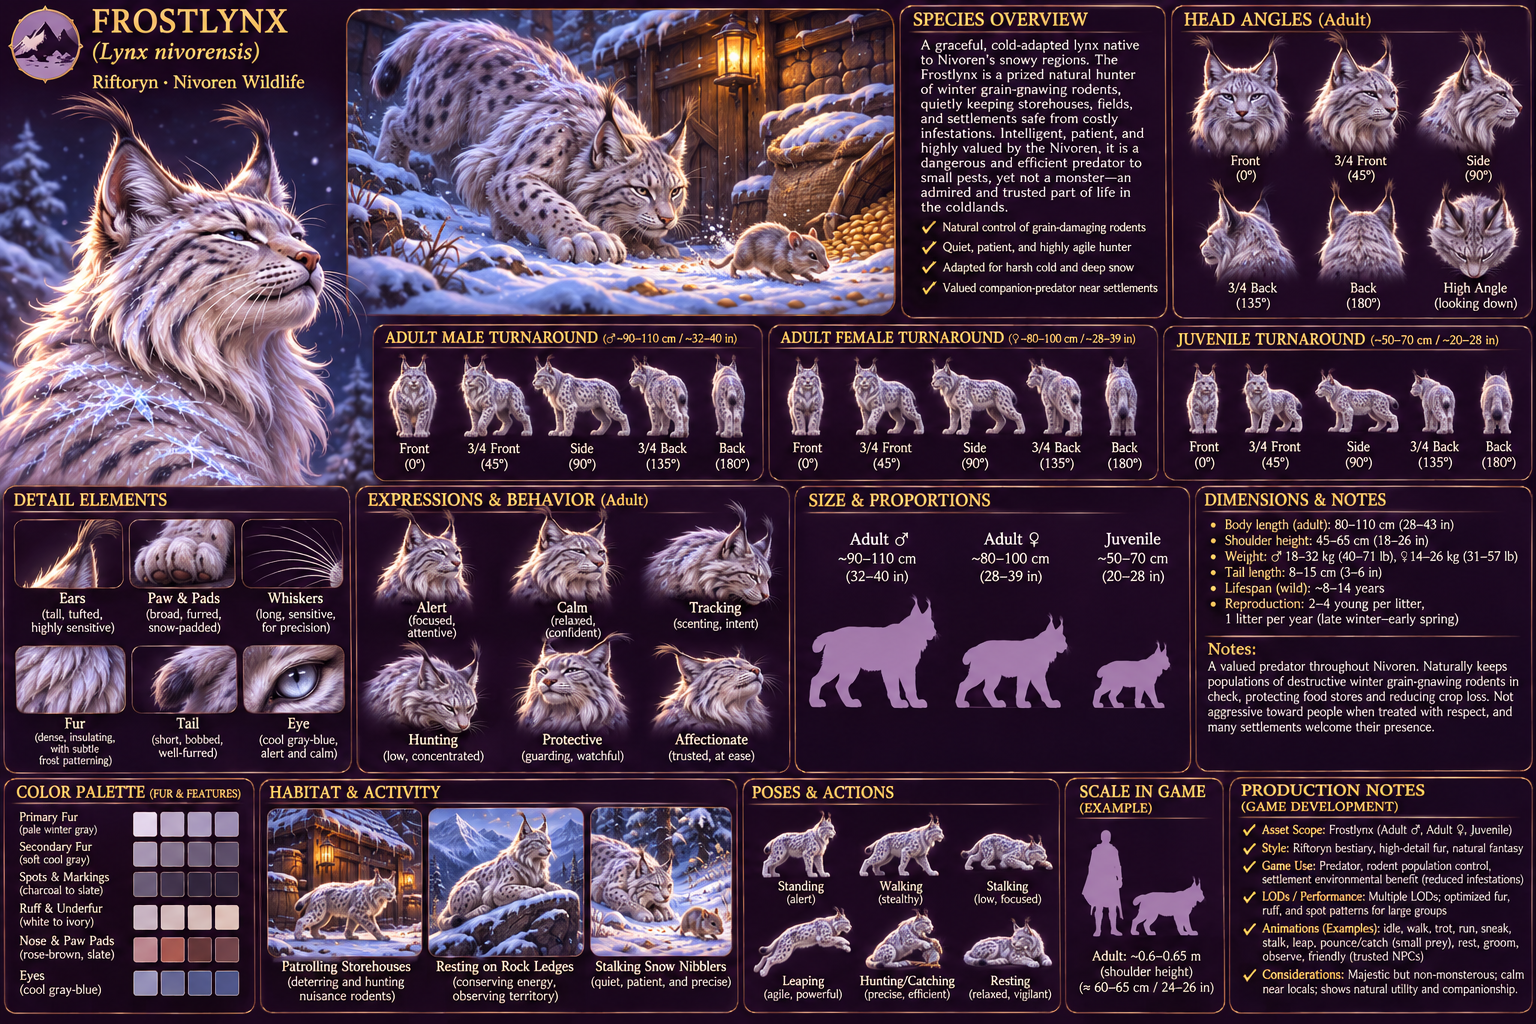 FROSTLYNX
(Lynx nivorensis)
Riftoryn · Nivoren Wildlife
SPECIES OVERVIEW
A graceful, cold-adapted lynx native
to Nivoren's snowy regions. The
Frostlynx is a prized natural hunter
of winter grain-gnawing rodents,
quietly keeping storehouses, fields,
and settlements safe from costly
infestations. Intelligent, patient, and
highly valued by the Nivoren, it is a
dangerous and efficient predator to
small pests, yet not a monster—an
admired and trusted part of life in
the coldlands.
✓ Natural control of grain-damaging rodents
✓ Quiet, patient, and highly agile hunter
✓ Adapted for harsh cold and deep snow
✓ Valued companion-predator near settlements
HEAD ANGLES (Adult)
Front
(0°)
3/4 Front
(45°)
Side
(90°)
3/4 Back
(135°)
Back
(180°)
High Angle
(looking down)
ADULT MALE TURNAROUND (♂~90–110 cm / ~32–40 in)
Front
(0°)
3/4 Front
(45°)
Side
(90°)
3/4 Back
(135°)
Back
(180°)
ADULT FEMALE TURNAROUND (♀~80–100 cm / ~28–39 in)
Front
(0°)
3/4 Front
(45°)
Side
(90°)
3/4 Back
(135°)
Back
(180°)
JUVENILE TURNAROUND (~50–70 cm / ~20–28 in)
Front
(0°)
3/4 Front
(45°)
Side
(90°)
3/4 Back
(135°)
Back
(180°)
DETAIL ELEMENTS
Ears
(tall, tufted,
highly sensitive)
Paw & Pads
(broad, furred,
snow-padded)
Whiskers
(long, sensitive,
for precision)
Fur
(dense, insulating,
with subtle
frost patterning)
Tail
(short, bobbed,
well-furred)
Eye
(cool gray-blue,
alert and calm)
EXPRESSIONS & BEHAVIOR (Adult)
Alert
(focused,
attentive)
Calm
(relaxed,
confident)
Tracking
(scenting, intent)
Hunting
(low, concentrated)
Protective
(guarding, watchful)
Affectionate
(trusted, at ease)
SIZE & PROPORTIONS
Adult ♂
~90–110 cm
(32–40 in)
Adult ♀
~80–100 cm
(28–39 in)
Juvenile
~50–70 cm
(20–28 in)
DIMENSIONS & NOTES
• Body length (adult): 80–110 cm (28–43 in)
• Shoulder height: 45–65 cm (18–26 in)
• Weight: ♂ 18–32 kg (40–71 lb), ♀ 14–26 kg (31–57 lb)
• Tail length: 8–15 cm (3–6 in)
• Lifespan (wild): ~8–14 years
• Reproduction: 2–4 young per litter,
1 litter per year (late winter–early spring)
Notes:
A valued predator throughout Nivoren. Naturally keeps
populations of destructive winter grain-gnawing rodents in
check, protecting food stores and reducing crop loss. Not
aggressive toward people when treated with respect, and
many settlements welcome their presence.
COLOR PALETTE (FUR & FEATURES)
Primary Fur
(pale winter gray)
Secondary Fur
(soft cool gray)
Spots & Markings
(charcoal to slate)
Ruff & Underfur
(white to ivory)
Nose & Paw Pads
(rose-brown, slate)
Eyes
(cool gray-blue)
HABITAT & ACTIVITY
Patrolling Storehouses
(deterring and hunting
nuisance rodents)
Resting on Rock Ledges
(conserving energy,
observing territory)
Stalking Snow Nibblers
(quiet, patient, and precise)
POSES & ACTIONS
Standing
(alert)
Walking
(stealthy)
Stalking
(low, focused)
Leaping
(agile, powerful)
Hunting/Catching
(precise, efficient)
Resting
(relaxed, vigilant)
SCALE IN GAME
(EXAMPLE)
Adult: ~0.6–0.65 m
(shoulder height)
(≈ 60–65 cm / 24–26 in)
PRODUCTION NOTES
(GAME DEVELOPMENT)
✓ Asset Scope: Frostlynx (Adult ♂, Adult ♀, Juvenile)
✓ Style: Riftoryn bestiary, high-detail fur, natural fantasy
✓ Game Use: Predator, rodent population control,
settlement environmental benefit (reduced infestations)
✓ LODs / Performance: Multiple LODs; optimized fur,
ruff, and spot patterns for large groups
✓ Animations (Examples): idle, walk, trot, run, sneak,
stalk, leap, pounce/catch (small prey), rest, groom,
observe, friendly (trusted NPCs)
✓ Considerations: Majestic but non-monsterous; calm
near locals; shows natural utility and companionship.